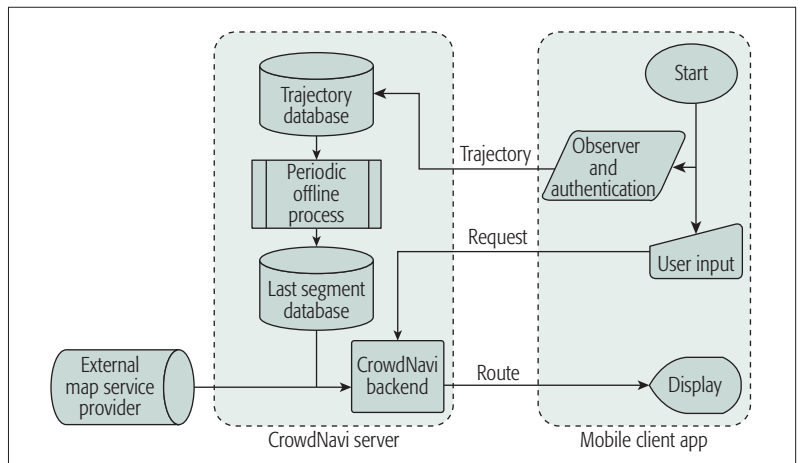 Start
Trajectory
database
Trajectory
Observer
and
authentication
Periodic
offline
process
Request
User input
Last segment
database
External
map service
provider
CrowdNavi
backend
Route
Display
CrowdNavi server
Mobile client app